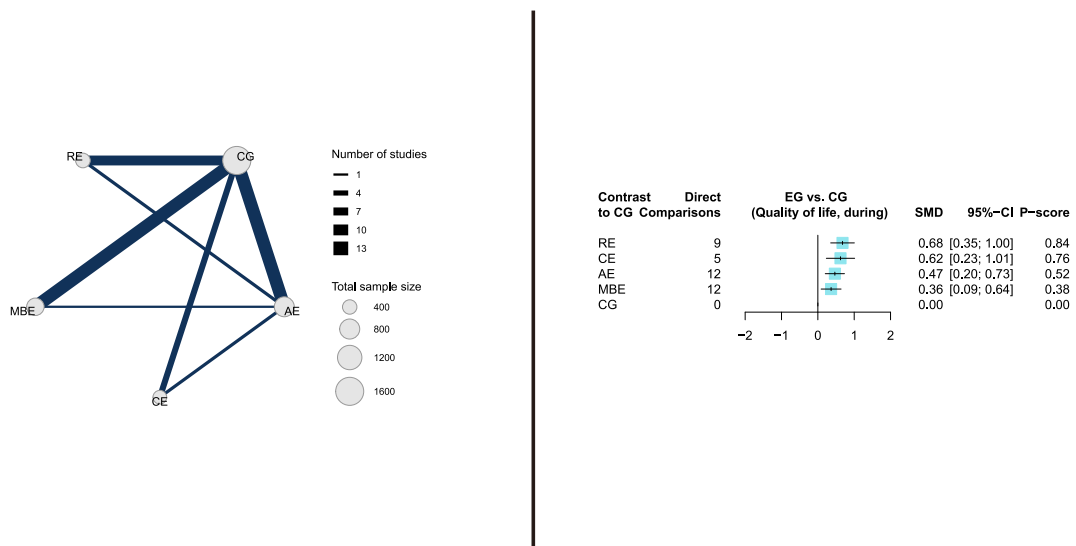 RE
CG
MBE
AE
CE
Number of studies
1
4
7
10
13
Total sample size
400
800
1200
1600
Contrast Direct EG vs. CG
to CG Comparisons (Quality of life, during) SMD 95%−CI P−score
RE 9 0.68 [0.35; 1.00] 0.84
CE 5 0.62 [0.23; 1.01] 0.76
AE 12 0.47 [0.20; 0.73] 0.52
MBE 12 0.36 [0.09; 0.64] 0.38
CG 0 0.00 0.00
−2 −1 0 1 2